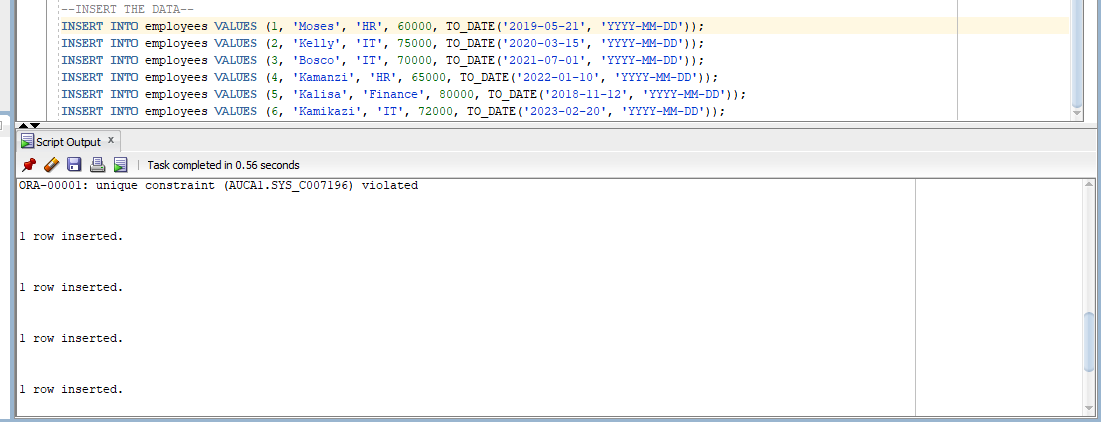 --INSERT THE DATA--
INSERT INTO employees VALUES (1, 'Moses', 'HR', 60000, TO_DATE('2019-05-21', 'YYYY-MM-DD'));
INSERT INTO employees VALUES (2, 'Kelly', 'IT', 75000, TO_DATE('2020-03-15', 'YYYY-MM-DD'));
INSERT INTO employees VALUES (3, 'Bosco', 'IT', 70000, TO_DATE('2021-07-01', 'YYYY-MM-DD'));
INSERT INTO employees VALUES (4, 'Kamanzi', 'HR', 65000, TO_DATE('2022-01-10', 'YYYY-MM-DD'));
INSERT INTO employees VALUES (5, 'Kalisa', 'Finance', 80000, TO_DATE('2018-11-12', 'YYYY-MM-DD'));
INSERT INTO employees VALUES (6, 'Kamikazi', 'IT', 72000, TO_DATE('2023-02-20', 'YYYY-MM-DD'));
Script Output x
Task completed in 0.56 seconds
ORA-00001: unique constraint (AUCA1.SYS_C007196) violated
1 row inserted.
1 row inserted.
1 row inserted.
1 row inserted.